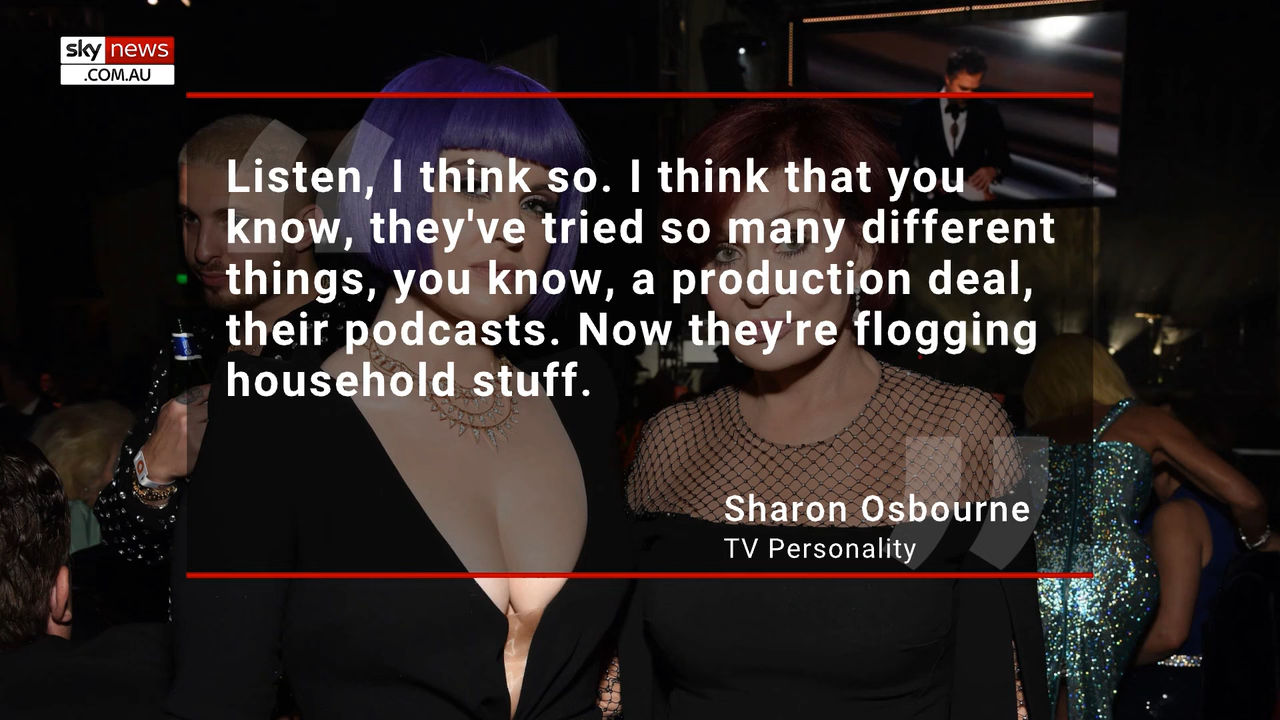 sky news
.COM.AU
Listen, I think so. I think that you
know, they've tried so many different
things, you know, a production deal,
their podcasts. Now they're flogging
household stuff.
Sharon Osbourne
TV Personality